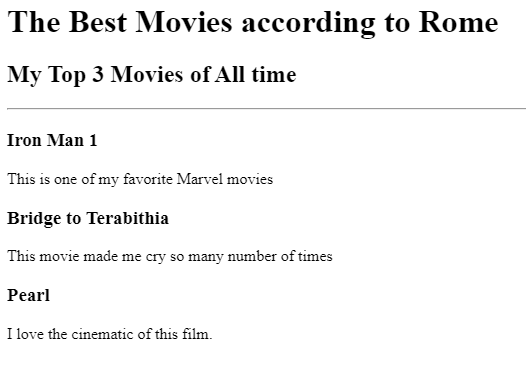 The Best Movies according to Rome
My Top 3 Movies of All time
Iron Man 1
This is one of my favorite Marvel movies
Bridge to Terabithia
This movie made me cry so many number of times
Pearl
I love the cinematic of this film.